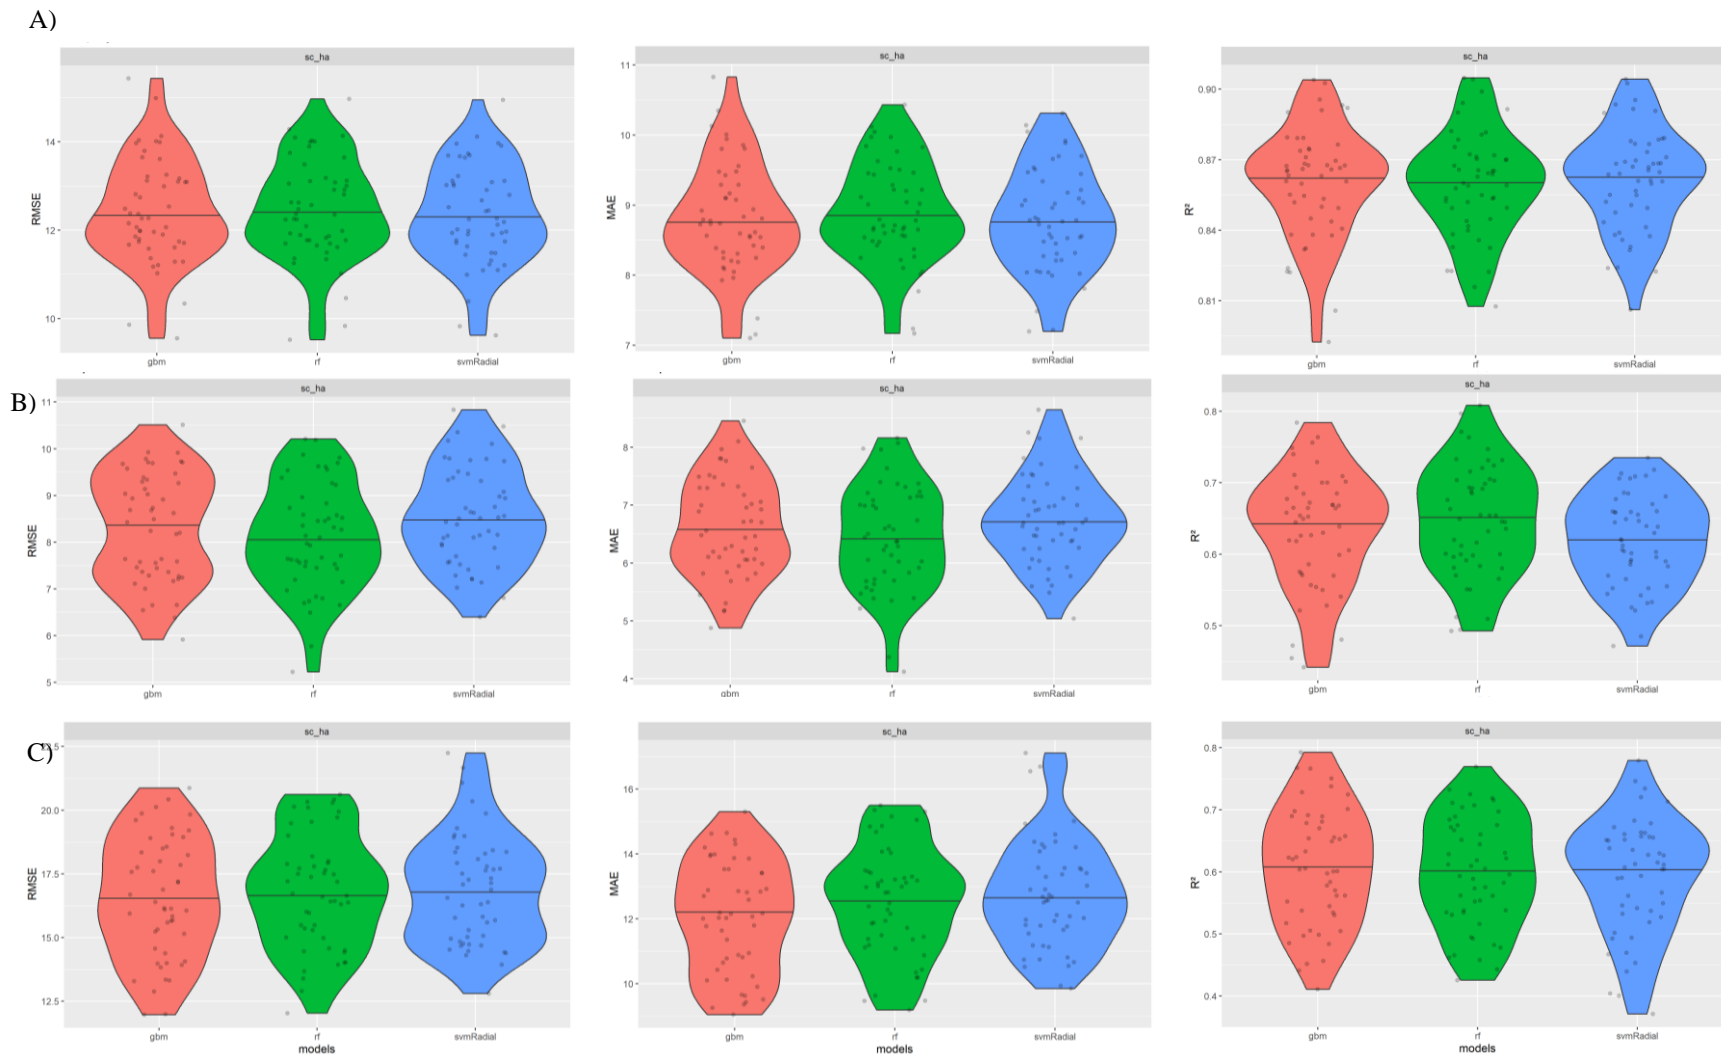 A)
sc_ha
sc_ha
sc_ha
RMSE
14
12
10
gbm
rf
svmRadial
MAE
11
10
9
8
7
gbm
rf
svmRadial
R²
0.90
0.87
0.84
0.81
gbm
rf
svmRadial
B)
sc_ha
sc_ha
sc_ha
RMSE
11
10
9
8
7
6
5
gbm
rf
svmRadial
MAE
8
7
6
5
4
gbm
rf
svmRadial
R²
0.8
0.7
0.6
0.5
gbm
rf
svmRadial
C)
sc_ha
sc_ha
sc_ha
RMSE
2.5
20.0
17.5
15.0
12.5
gbm
rf
svmRadial
models
MAE
16
14
12
10
gbm
rf
svmRadial
models
R²
0.8
0.7
0.6
0.5
0.4
gbm
rf
svmRadial
models